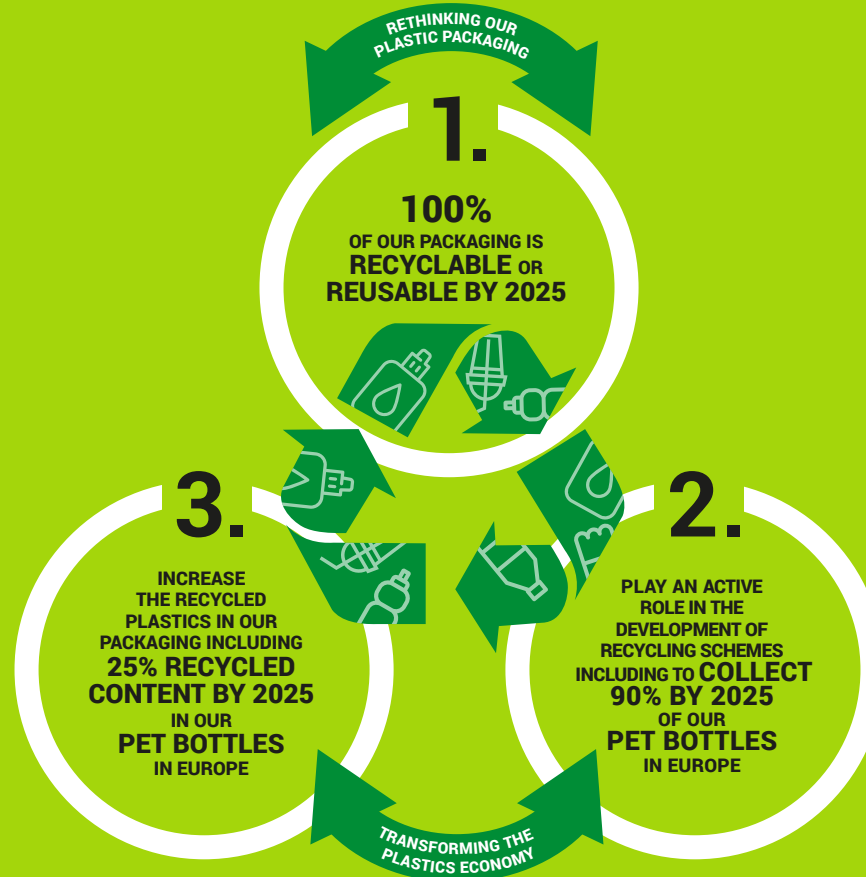 RETHINKING OUR
PLASTIC PACKAGING
1.
100%
OF OUR PACKAGING IS
RECYCLABLE OR
REUSABLE BY 2025
2.
PLAY AN ACTIVE
ROLE IN THE
DEVELOPMENT OF
RECYCLING SCHEMES
INCLUDING TO COLLECT
90% BY 2025
OF OUR
PET BOTTLES
IN EUROPE
3.
INCREASE
THE RECYCLED
PLASTICS IN OUR
PACKAGING INCLUDING
25% RECYCLED
CONTENT BY 2025
IN OUR
PET BOTTLES
IN EUROPE
TRANSFORMING THE
PLASTICS ECONOMY